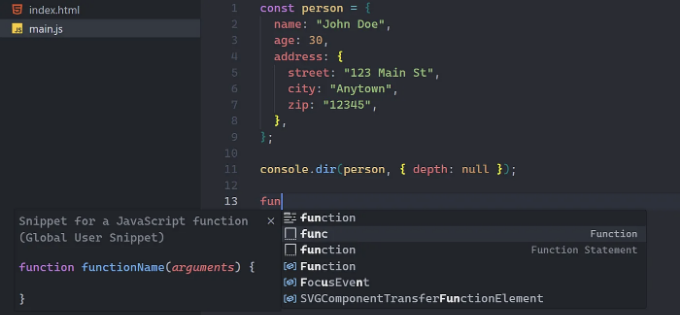 index.html
main.js
1 const person = {
2 name: "John Doe",
3 age: 30,
4 address: {
5 street: "123 Main St",
6 city: "Anytown",
7 zip: "12345",
8 },
9 };
10
11 console.dir(person, { depth: null });
12
13 fun
Snippet for a JavaScript function ×
(Global User Snippet)
function functionName(arguments) {
}
function
func Function
function Function Statement
Function
FocusEvent
SVGComponentTransferFunctionElement